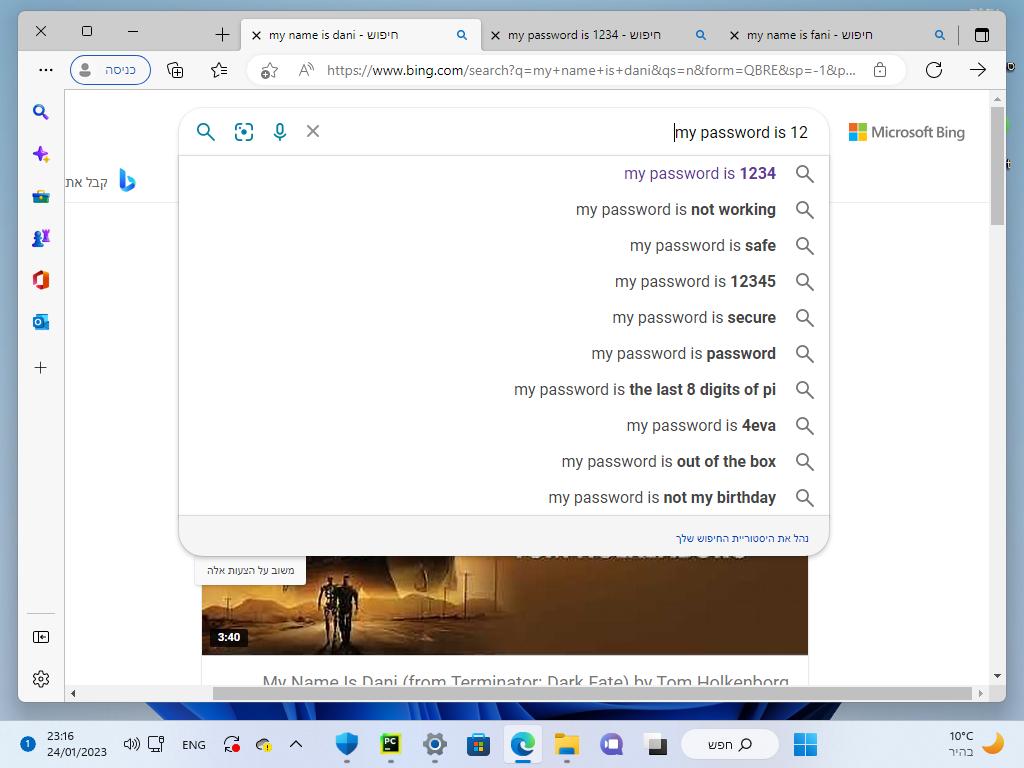 my name is dani - חיפוש
my password is 1234 - חיפוש
my name is fani - חיפוש
כניסה
https://www.bing.com/search?q=my+name+is+dani&qs=n&form=QBRE&sp=-1&p...
my password is 12
Microsoft Bing
קבל את
my password is 1234
my password is not working
my password is safe
my password is 12345
my password is secure
my password is password
my password is the last 8 digits of pi
my password is 4eva
my password is out of the box
my password is not my birthday
נהל את היסטוריית החיפוש שלך
משוב על הצעות אלה
3:40
My Name Is Dani (from Terminator: Dark Fate) by Tom Holkenborg
1
23:16
24/01/2023
ENG
PC
חפש
10°C
בהיר